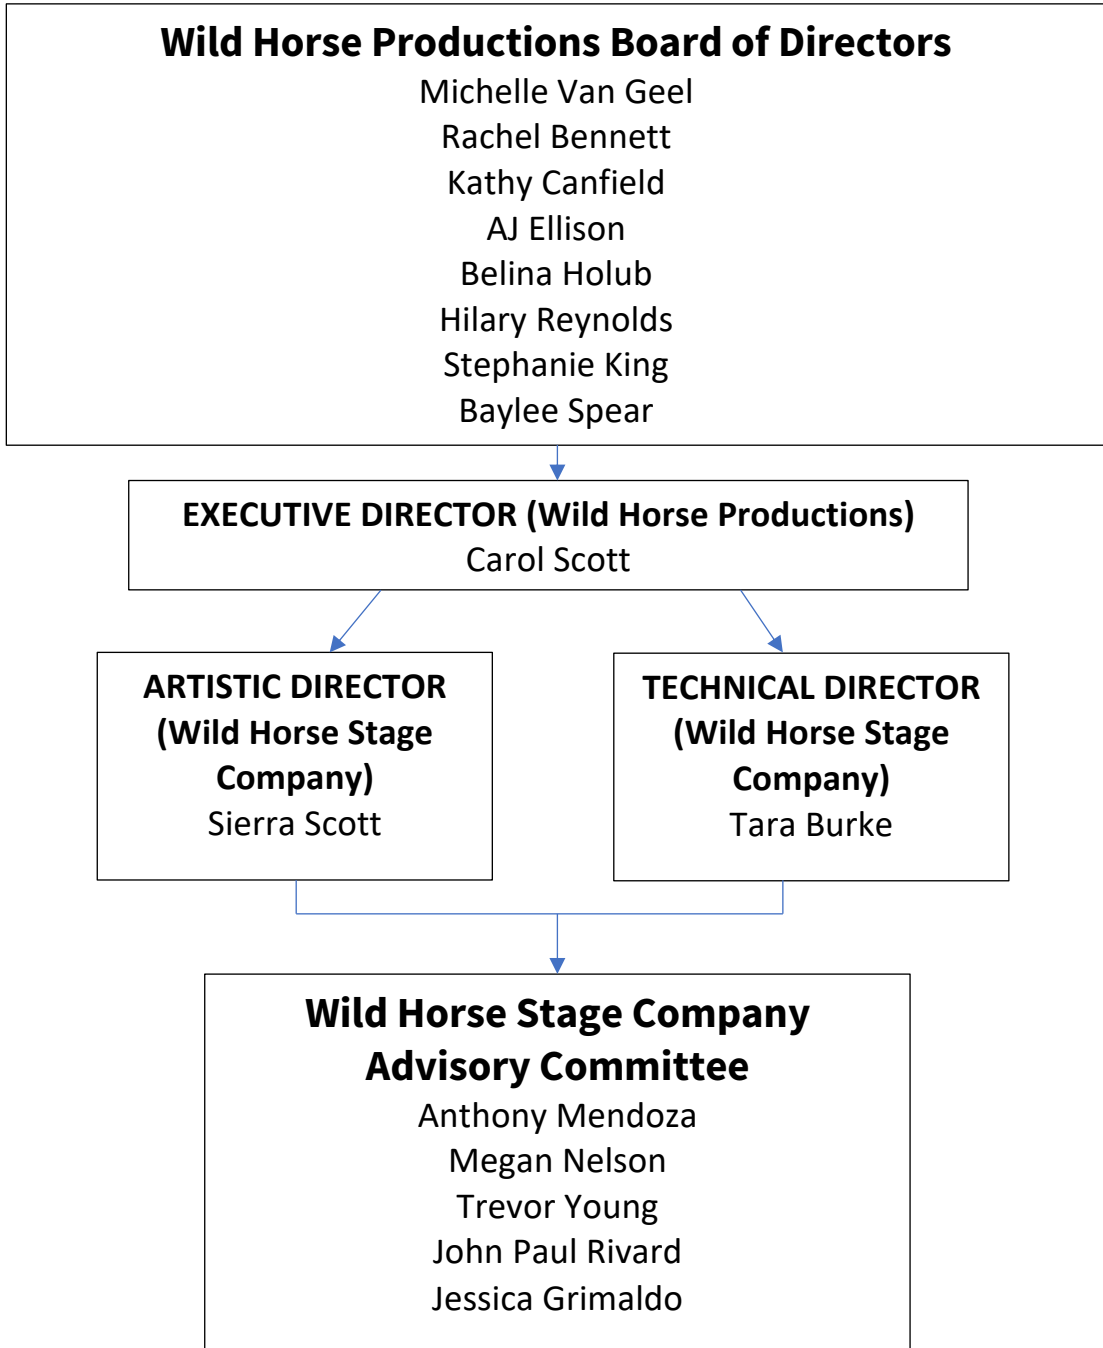 Wild Horse Productions Board of Directors
Michelle Van Geel
Rachel Bennett
Kathy Canfield
AJ Ellison
Belina Holub
Hilary Reynolds
Stephanie King
Baylee Spear
EXECUTIVE DIRECTOR (Wild Horse Productions)
Carol Scott
ARTISTIC DIRECTOR
(Wild Horse Stage
Company)
Sierra Scott
TECHNICAL DIRECTOR
(Wild Horse Stage
Company)
Tara Burke
Wild Horse Stage Company
Advisory Committee
Anthony Mendoza
Megan Nelson
Trevor Young
John Paul Rivard
Jessica Grimaldo